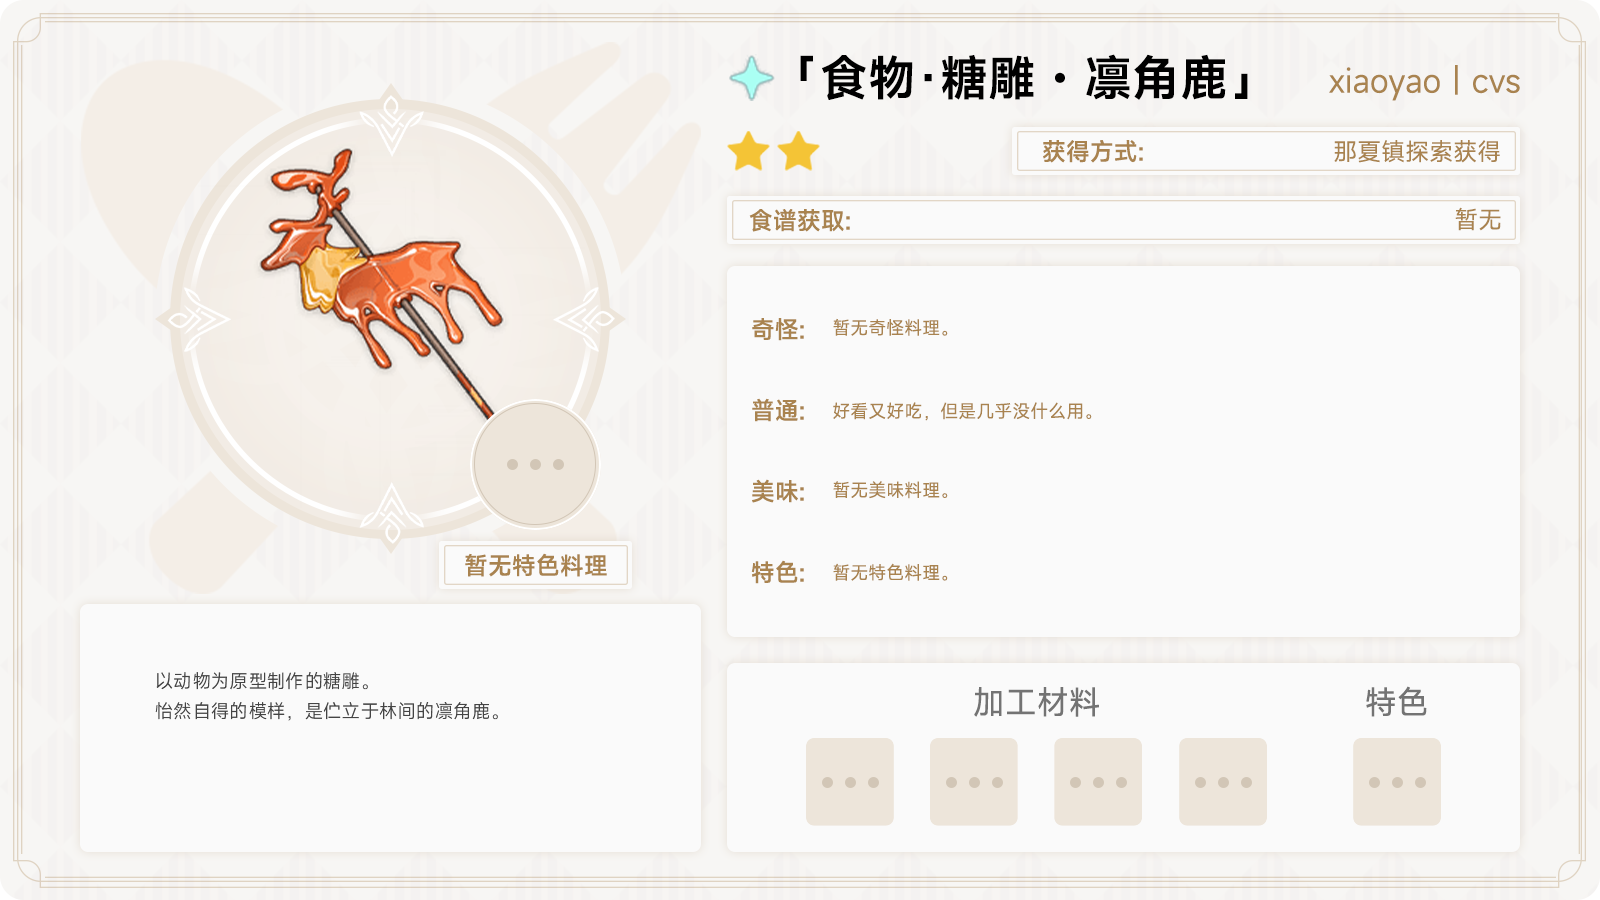 「食物·糖雕·凛角鹿」
xiaoyao | cvs
获得方式:
那夏镇探索获得
食谱获取:
暂无
奇怪:
暂无奇怪料理。
普通:
好看又好吃，但是几乎没什么用。
美味:
暂无美味料理。
特色:
暂无特色料理。
暂无特色料理
以动物为原型制作的糖雕。
怡然自得的模样，是伫立于林间的凛角鹿。
加工材料
特色